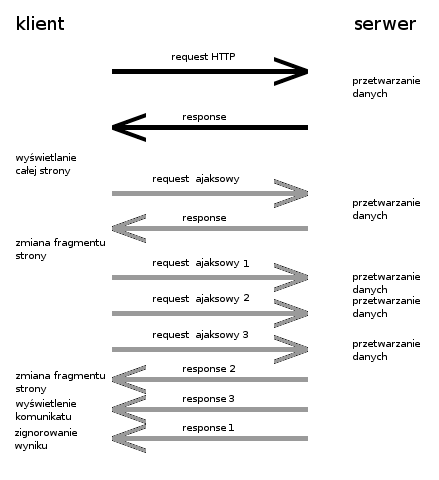 klient
serwer
request HTTP
przetwarzanie
danych
response
wyświetlanie
całej strony
request ajaksowy
przetwarzanie
danych
response
zmiana fragmentu
strony
request ajaksowy 1
przetwarzanie
danych
request ajaksowy 2
przetwarzanie
danych
request ajaksowy 3
przetwarzanie
danych
response 2
zmiana fragmentu
strony
response 3
wyświetlenie
komunikatu
response 1
zignorowanie
wyniku